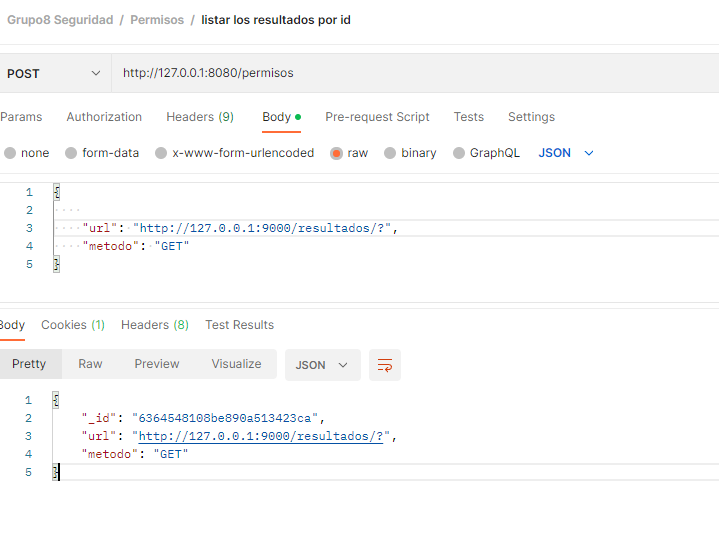 Grupo8 Seguridad / Permisos / listar los resultados por id
POST http://127.0.0.1:8080/permisos
Params Authorization Headers (9) Body Pre-request Script Tests Settings
none form-data x-www-form-urlencoded raw binary GraphQL JSON
1 {
2 ····
3 ····"url":·"http://127.0.0.1:9000/resultados/?",
4 ····"metodo":·"GET"
5 }
Body Cookies (1) Headers (8) Test Results
Pretty Raw Preview Visualize JSON
1 {
2 "_id": "6364548108be890a513423ca",
3 "url": "http://127.0.0.1:9000/resultados/?",
4 "metodo": "GET"
5 }